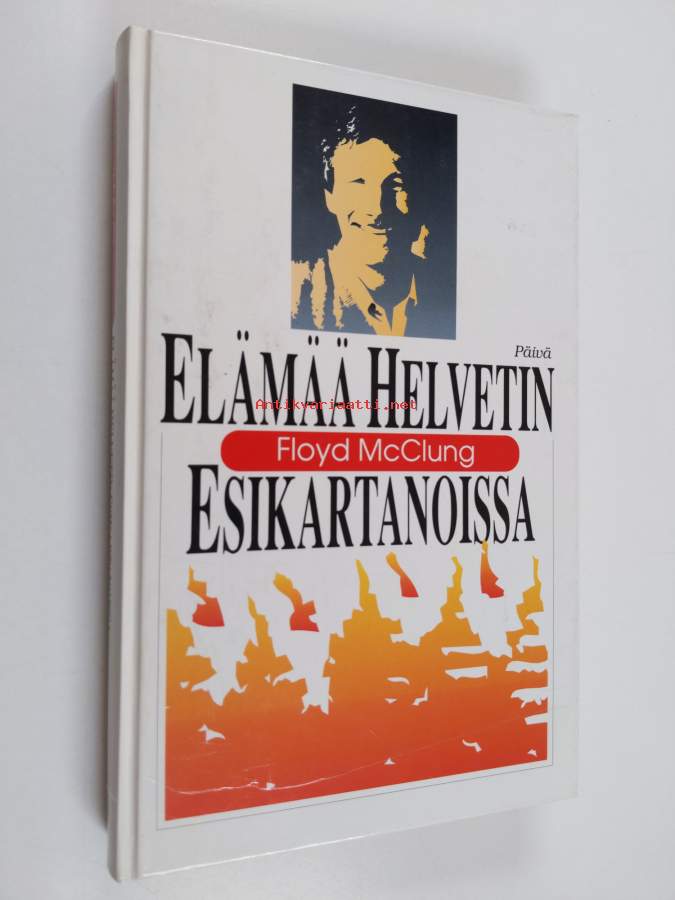 Päivä
ELÄMÄÄ HELVETIN
Antikvariaatti.net
Floyd McClung
ESIKARTANOISSA